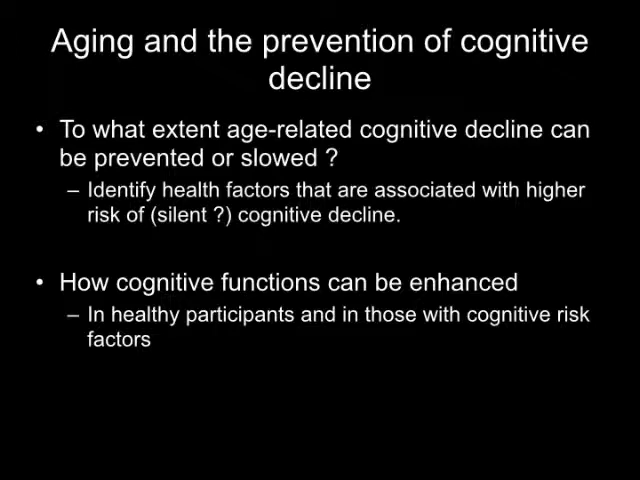 Aging and the prevention of cognitive
decline
• To what extent age-related cognitive decline can
be prevented or slowed ?
– Identify health factors that are associated with higher
risk of (silent ?) cognitive decline.
• How cognitive functions can be enhanced
– In healthy participants and in those with cognitive risk
factors